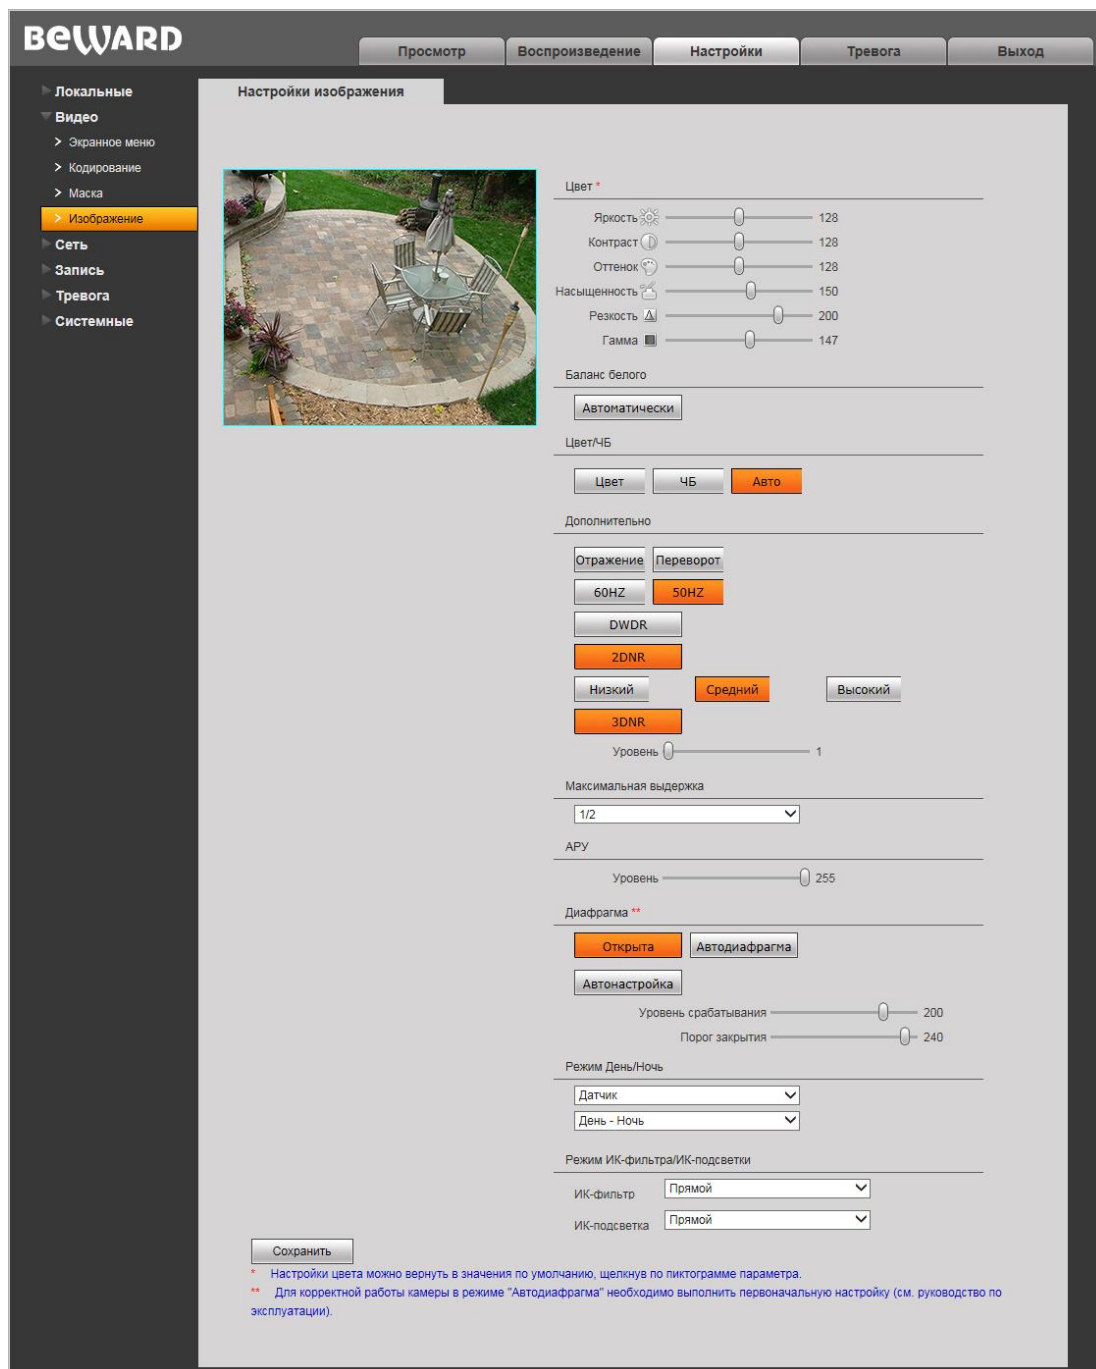 BEWARD
Просмотр Воспроизведение Настройки Тревога Выход
Локальные
Видео
Экранное меню
Кодирование
Маска
Изображение
Сеть
Запись
Тревога
Системные
Настройки изображения
Цвет *
Яркость 128
Контраст 128
Оттенок 128
Насыщенность 150
Резкость 200
Гамма 147
Баланс белого
Автоматически
Цвет/ЧБ
Цвет ЧБ Авто
Дополнительно
Отражение Переворот
60HZ 50HZ
DWDR
2DNR
Низкий Средний Высокий
3DNR
Уровень 1
Максимальная выдержка
1/2
АРУ
Уровень 255
Диафрагма **
Открыта Автодиафрагма
Автонастройка
Уровень срабатывания 200
Порог закрытия 240
Режим День/Ночь
Датчик
День - Ночь
Режим ИК-фильтра/ИК-подсветки
ИК-фильтр Прямой
ИК-подсветка Прямой
Сохранить
* Настройки цвета можно вернуть в значения по умолчанию, щелкнув по пиктограмме параметра.
** Для корректной работы камеры в режиме "Автодиафрагма" необходимо выполнить первоначальную настройку (см. руководство по
эксплуатации).